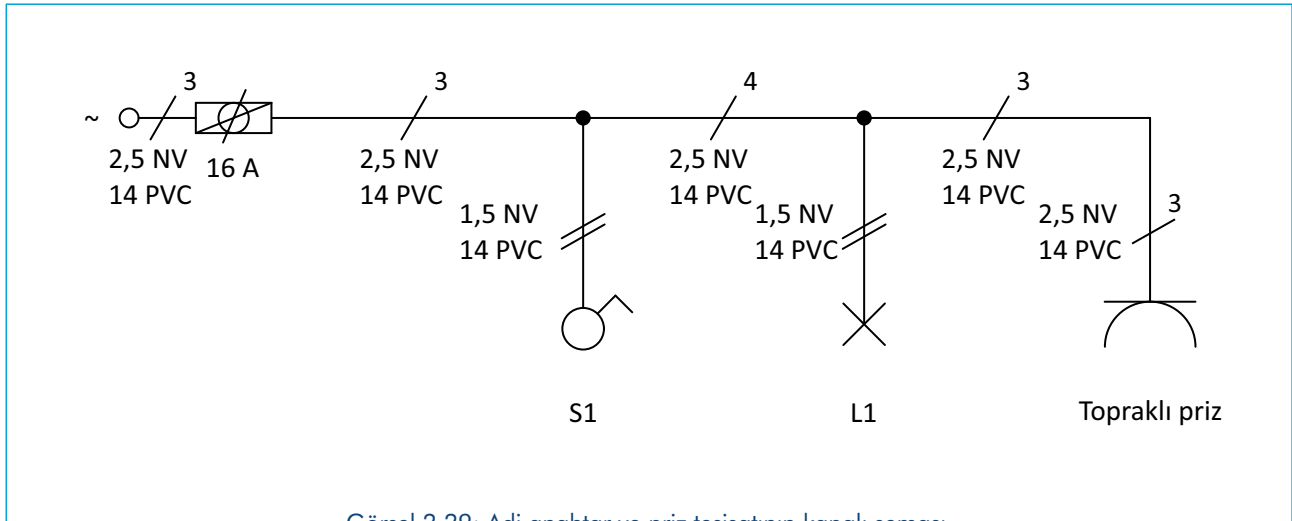 3
3
4
3
~
2,5 NV
14 PVC
16 A
2,5 NV
14 PVC
2,5 NV
14 PVC
2,5 NV
14 PVC
1,5 NV
14 PVC
1,5 NV
14 PVC
2,5 NV
14 PVC
3
S1
L1
Topraklı priz